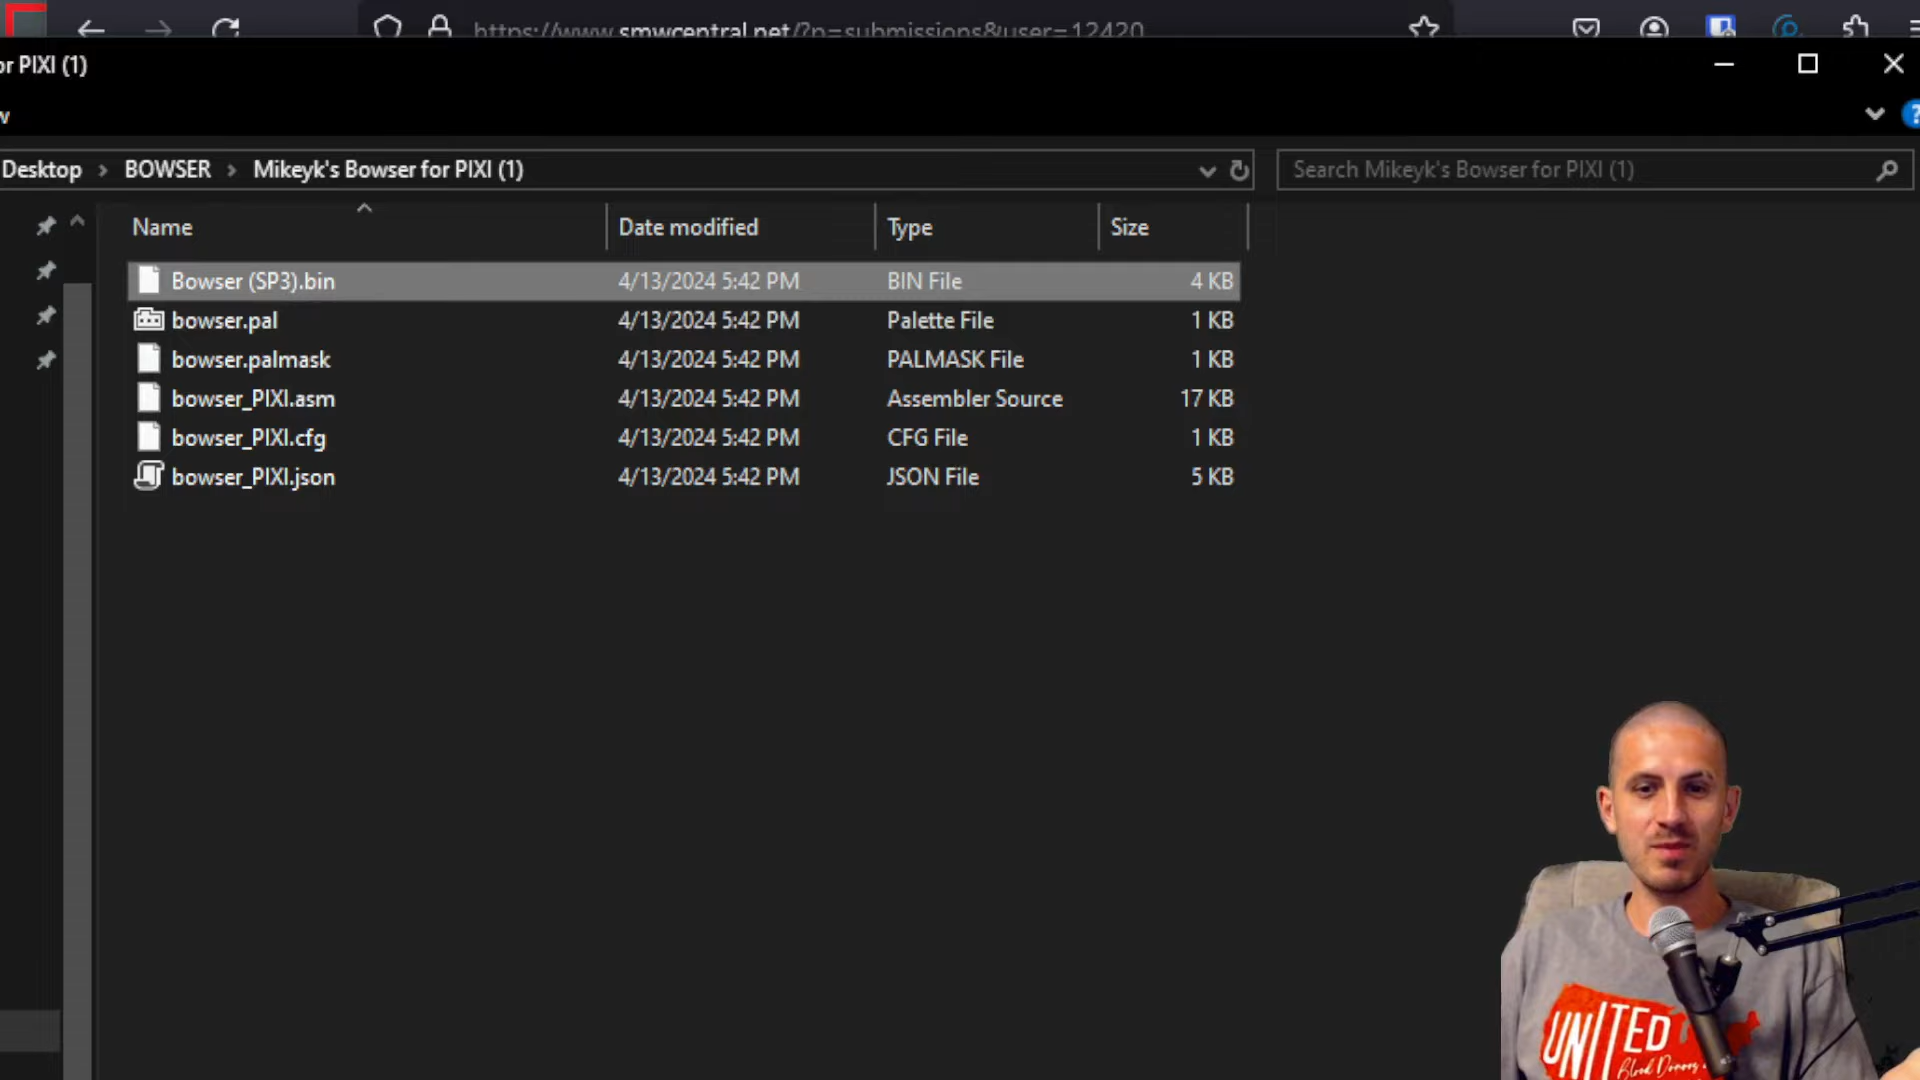 https://www.smwcentral.net/?p=submissions&user=12420
or PIXI (1)
w
?
Desktop > BOWSER > Mikeyk's Bowser for PIXI (1)
Search Mikeyk's Bowser for PIXI (1)
Name Date modified Type Size
Bowser (SP3).bin 4/13/2024 5:42 PM BIN File 4 KB
bowser.pal 4/13/2024 5:42 PM Palette File 1 KB
bowser.palmask 4/13/2024 5:42 PM PALMASK File 1 KB
bowser_PIXI.asm 4/13/2024 5:42 PM Assembler Source 17 KB
bowser_PIXI.cfg 4/13/2024 5:42 PM CFG File 1 KB
bowser_PIXI.json 4/13/2024 5:42 PM JSON File 5 KB
UNITED
Blood Donors